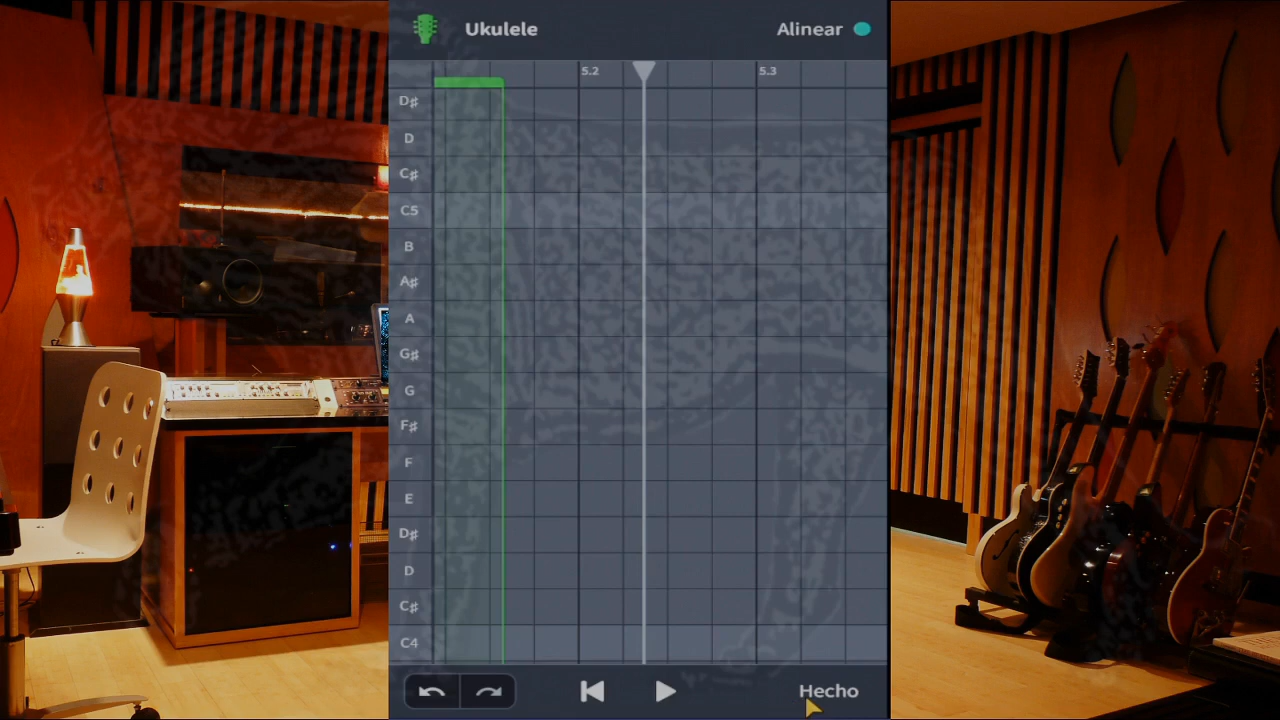 Ukulele
Alinear
5.2
5.3
D♯
D
C♯
C5
B
A♯
A
G♯
G
F♯
F
E
D♯
D
C♯
C4
Hecho